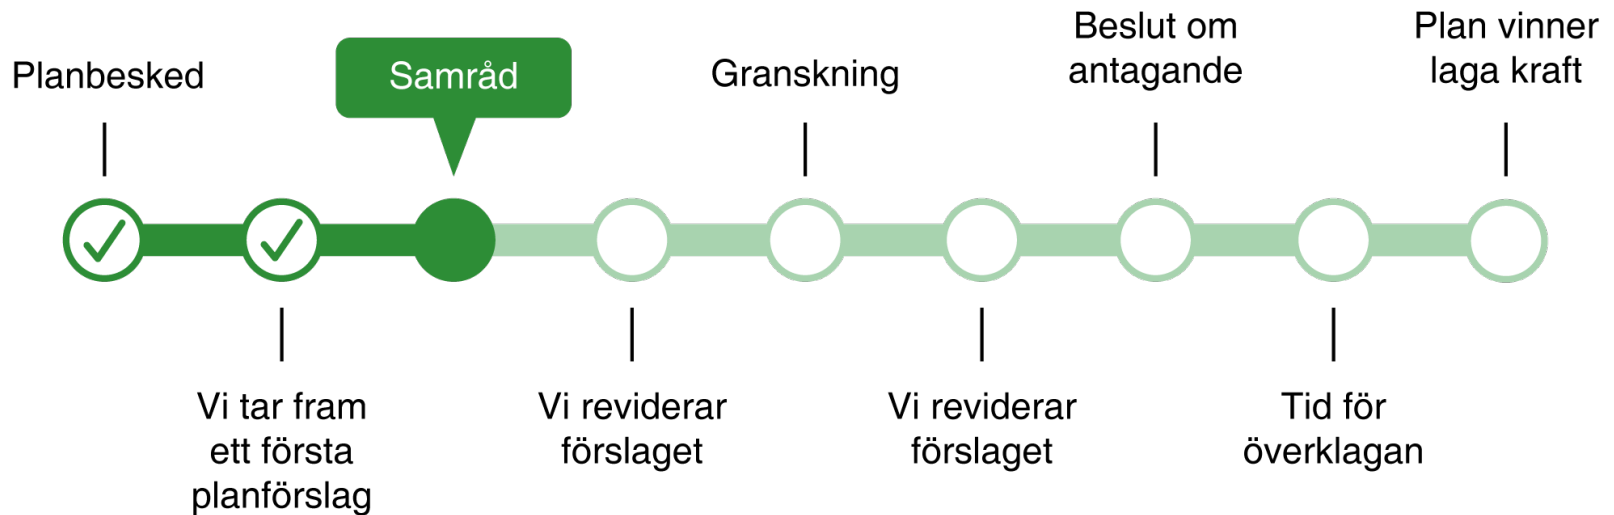 Planbesked
Vi tar fram
ett första
planförslag
Samråd
Vi reviderar
förslaget
Granskning
Vi reviderar
förslaget
Beslut om
antagande
Tid för
överklagan
Plan vinner
laga kraft